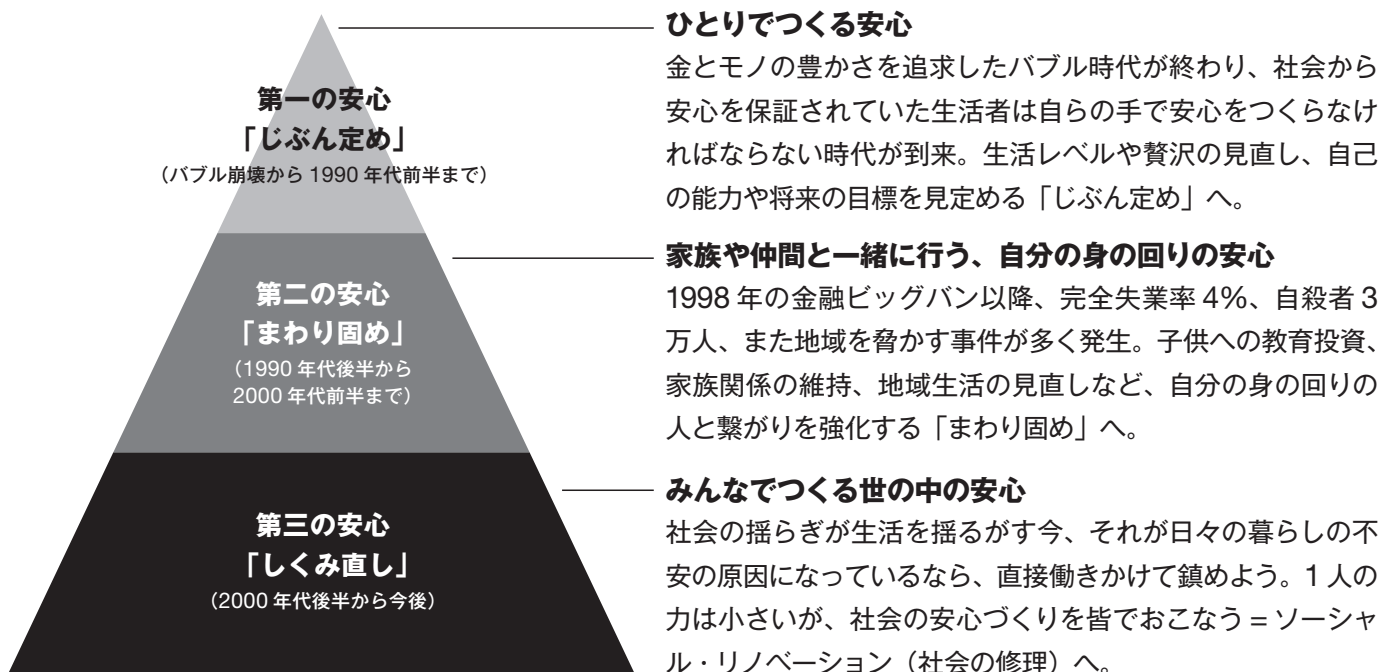 第一の安心
「じぶん定め」
（バブル崩壊から 1990 年代前半まで）
ひとりでつくる安心
金とモノの豊かさを追求したバブル時代が終わり、社会から
安心を保証されていた生活者は自らの手で安心をつくらなけ
ればならない時代が到来。生活レベルや贅沢の見直し、自己
の能力や将来の目標を見定める「じぶん定め」へ。
第二の安心
「まわり固め」
（1990 年代後半から
2000 年代前半まで）
家族や仲間と一緒に行う、自分の身の回りの安心
1998 年の金融ビッグバン以降、完全失業率 4%、自殺者 3
万人、また地域を脅かす事件が多く発生。子供への教育投資、
家族関係の維持、地域生活の見直しなど、自分の身の回りの
人と繋がりを強化する「まわり固め」へ。
第三の安心
「しくみ直し」
（2000 年代後半から今後）
みんなでつくる世の中の安心
社会の揺らぎが生活を揺るがす今、それが日々の暮らしの不
安の原因になっているなら、直接働きかけて鎮めよう。1 人の
力は小さいが、社会の安心づくりを皆でおこなう = ソーシャ
ル・リノベーション（社会の修理）へ。